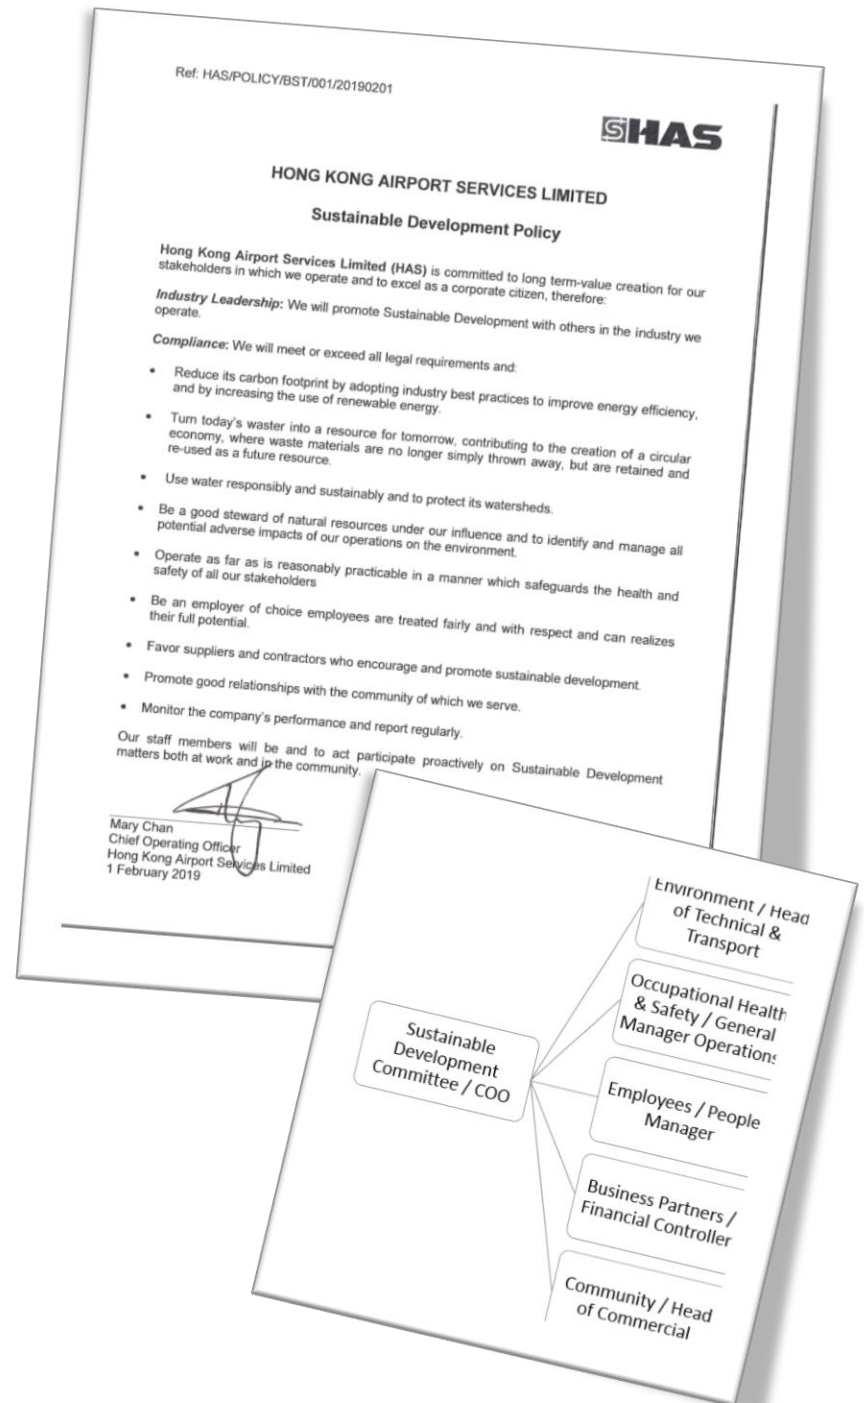 Ref: HAS/POLICY/BST/001/20190201
HAS
HONG KONG AIRPORT SERVICES LIMITED
Sustainable Development Policy
Hong Kong Airport Services Limited (HAS) is committed to long term-value creation for our
stakeholders in which we operate and to excel as a corporate citizen, therefore:
Industry Leadership: We will promote Sustainable Development with others in the industry we
operate.
Compliance: We will meet or exceed all legal requirements and:
• Reduce its carbon footprint by adopting industry best practices to improve energy efficiency,
and by increasing the use of renewable energy.
• Turn today's waster into a resource for tomorrow, contributing to the creation of a circular
economy, where waste materials are no longer simply thrown away, but are retained and
re-used as a future resource.
• Use water responsibly and sustainably and to protect its watersheds.
• Be a good steward of natural resources under our influence and to identify and manage all
potential adverse impacts of our operations on the environment.
• Operate as far as is reasonably practicable in a manner which safeguards the health and
safety of all our stakeholders
• Be an employer of choice employees are treated fairly and with respect and can realizes
their full potential.
• Favor suppliers and contractors who encourage and promote sustainable development.
• Promote good relationships with the community of which we serve.
• Monitor the company's performance and report regularly.
Our staff members will be and to act participate proactively on Sustainable Development
matters both at work and in the community.
Mary Chan
Chief Operating Officer
Hong Kong Airport Services Limited
1 February 2019
Sustainable
Development
Committee / COO
Environment / Head
of Technical &
Transport
Occupational Health
& Safety / General
Manager Operations
Employees / People
Manager
Business Partners /
Financial Controller
Community / Head
of Commercial